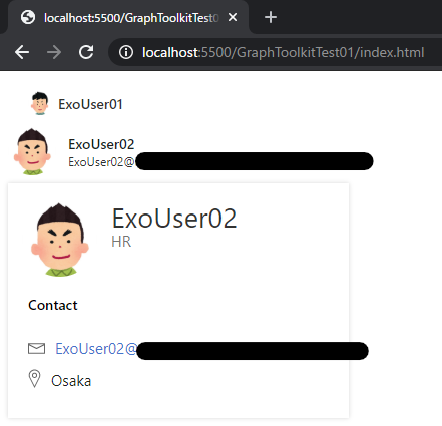 localhost:5500/GraphToolkitTest0
localhost:5500/GraphToolkitTest01/index.html
ExoUser01
ExoUser02
ExoUser02@
ExoUser02
HR
Contact
ExoUser02@
Osaka